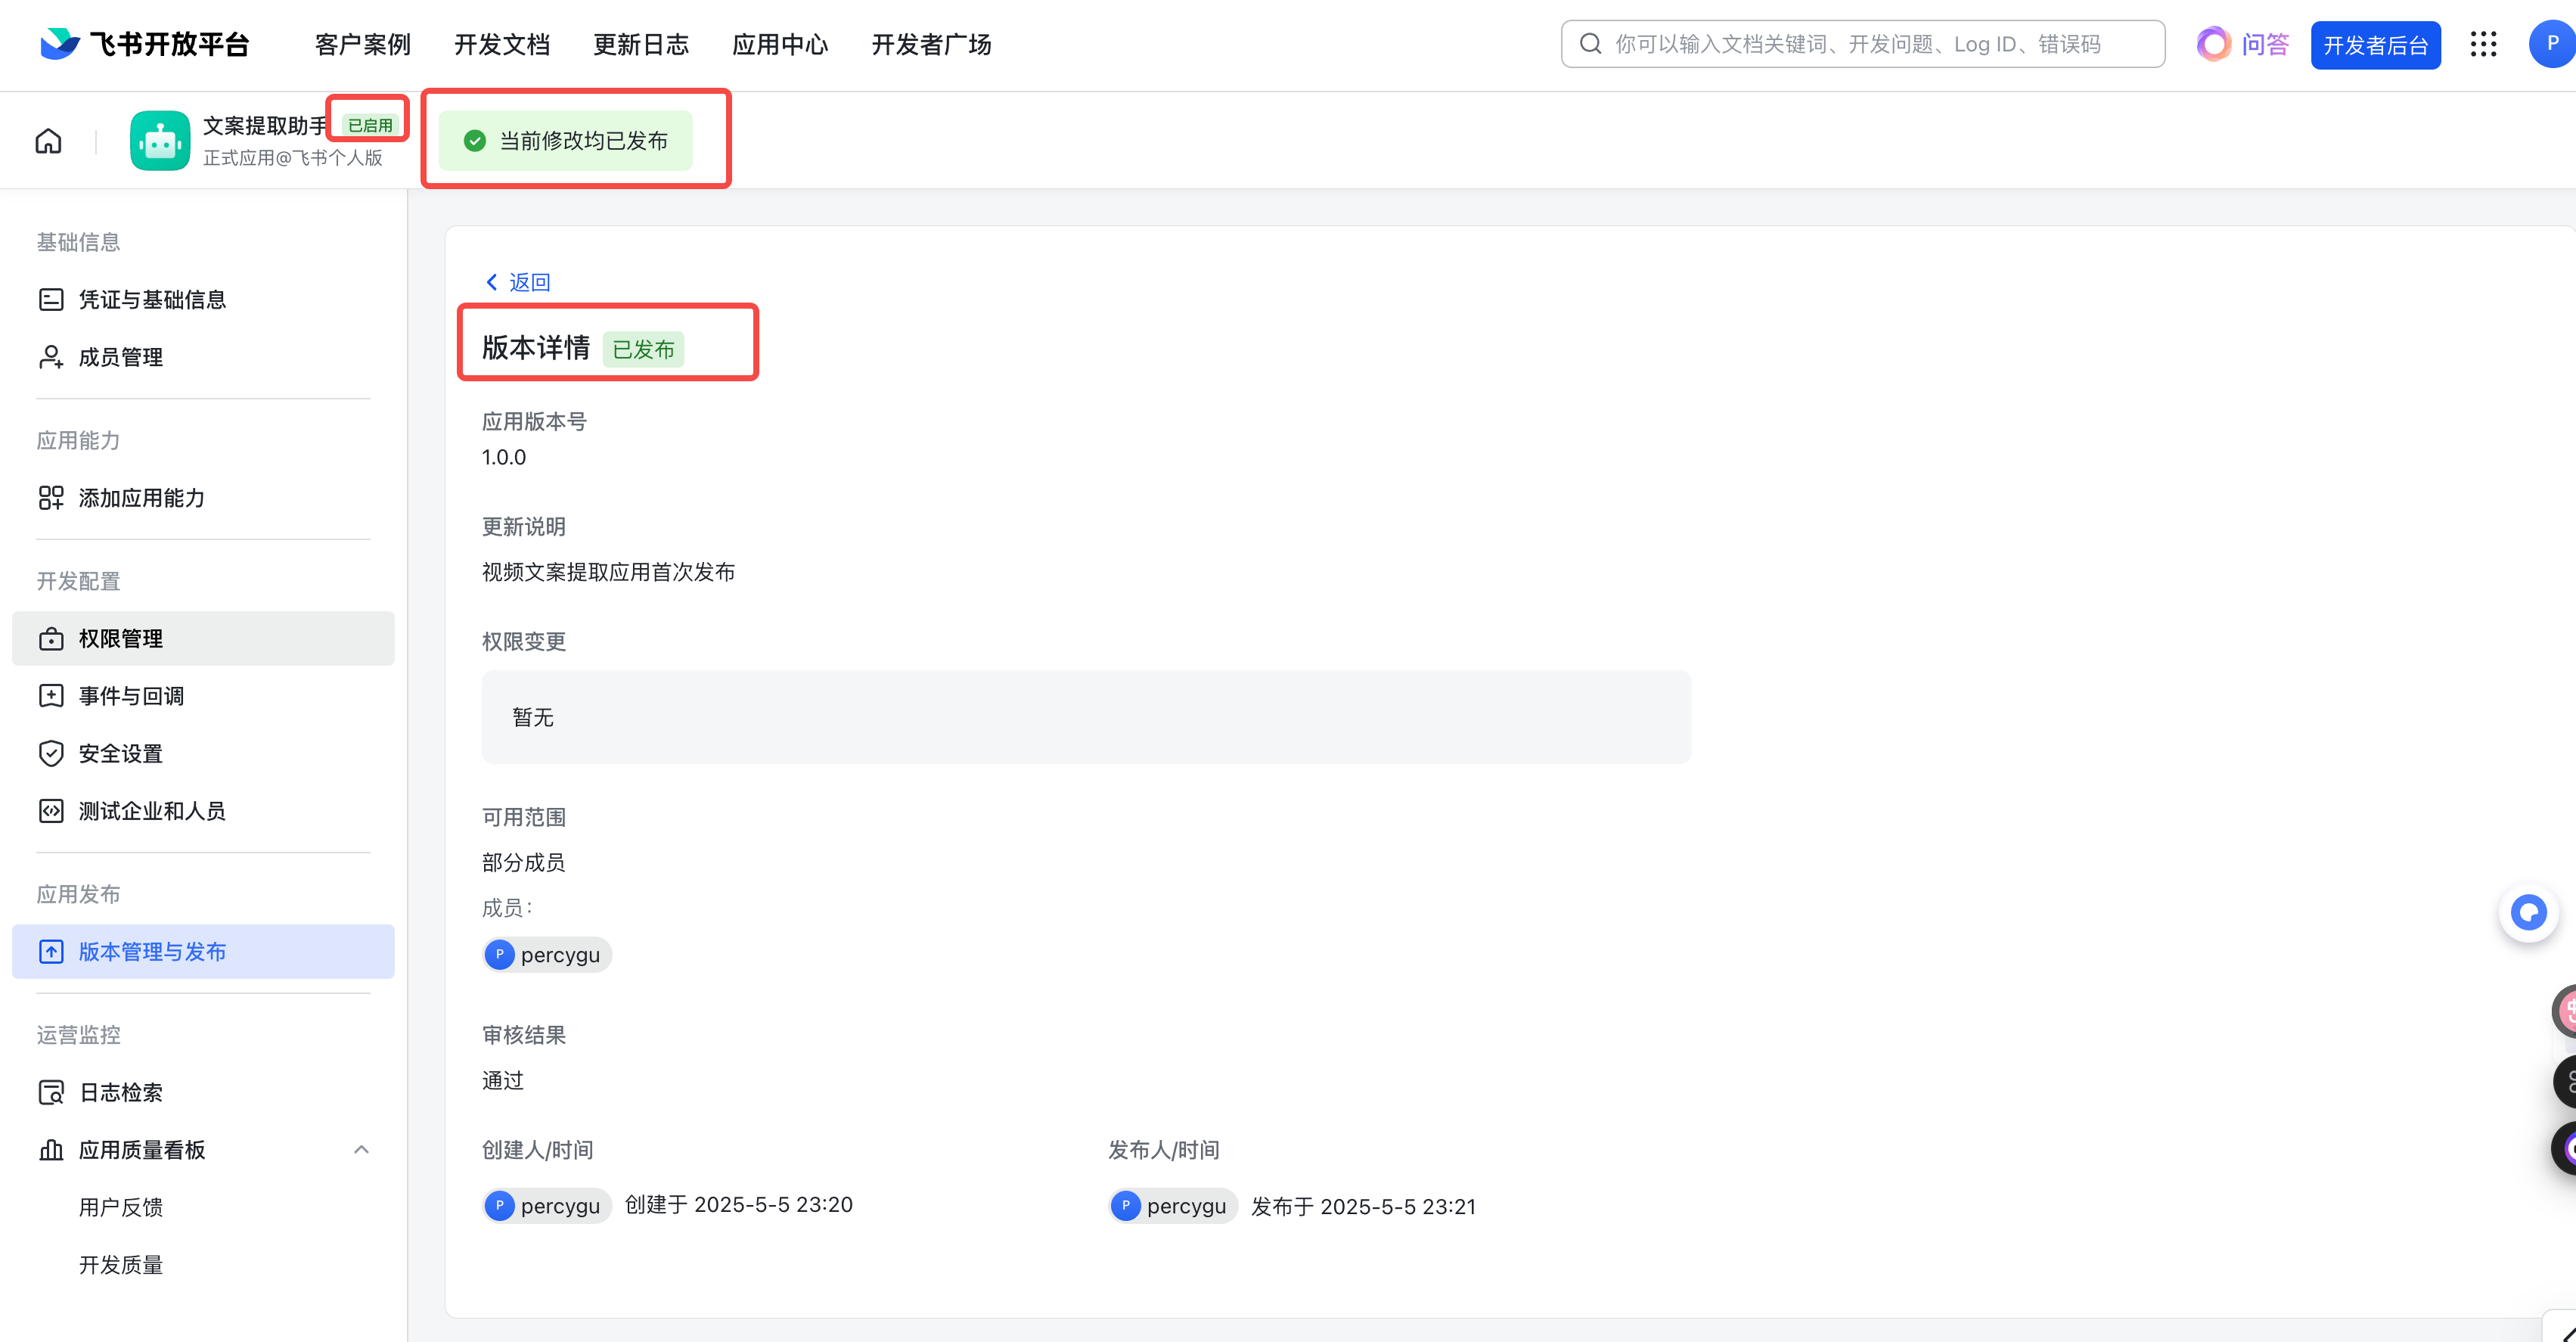 飞书开放平台
客户案例
开发文档
更新日志
应用中心
开发者广场
你可以输入文档关键词、开发问题、Log ID、错误码
问答
开发者后台
P
文案提取助手
已启用
正式应用@飞书个人版
当前修改均已发布
基础信息
凭证与基础信息
成员管理
应用能力
添加应用能力
开发配置
权限管理
事件与回调
安全设置
测试企业和人员
应用发布
版本管理与发布
运营监控
日志检索
应用质量看板
用户反馈
开发质量
返回
版本详情
已发布
应用版本号
1.0.0
更新说明
视频文案提取应用首次发布
权限变更
暂无
可用范围
部分成员
成员：
P percygu
审核结果
通过
创建人/时间
P percygu 创建于 2025-5-5 23:20
发布人/时间
P percygu 发布于 2025-5-5 23:21